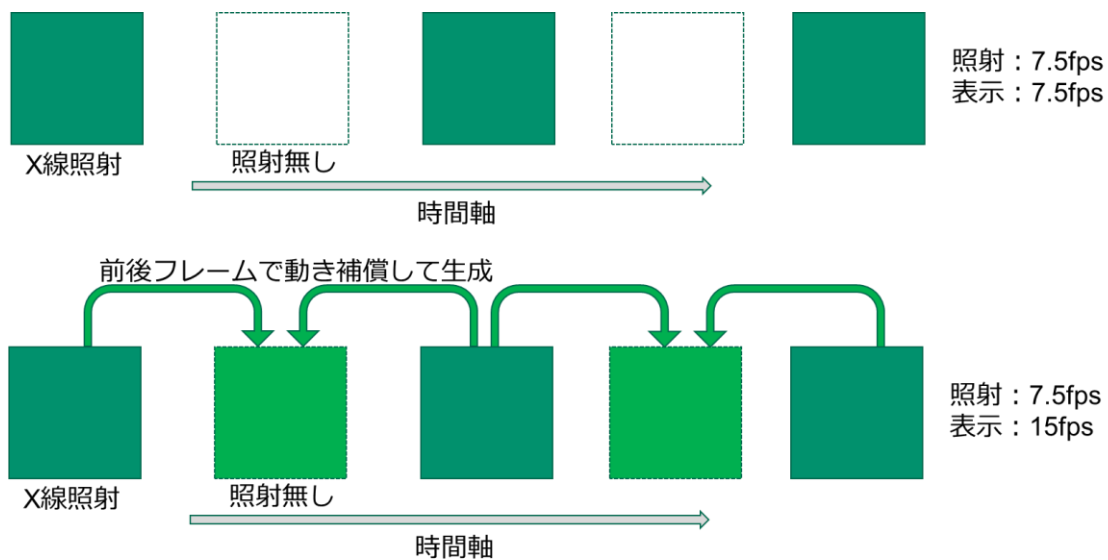 照射：7.5fps
表示：7.5fps
X線照射
照射無し
時間軸
前後フレームで動き補償して生成
照射：7.5fps
表示：15fps
X線照射
照射無し
時間軸